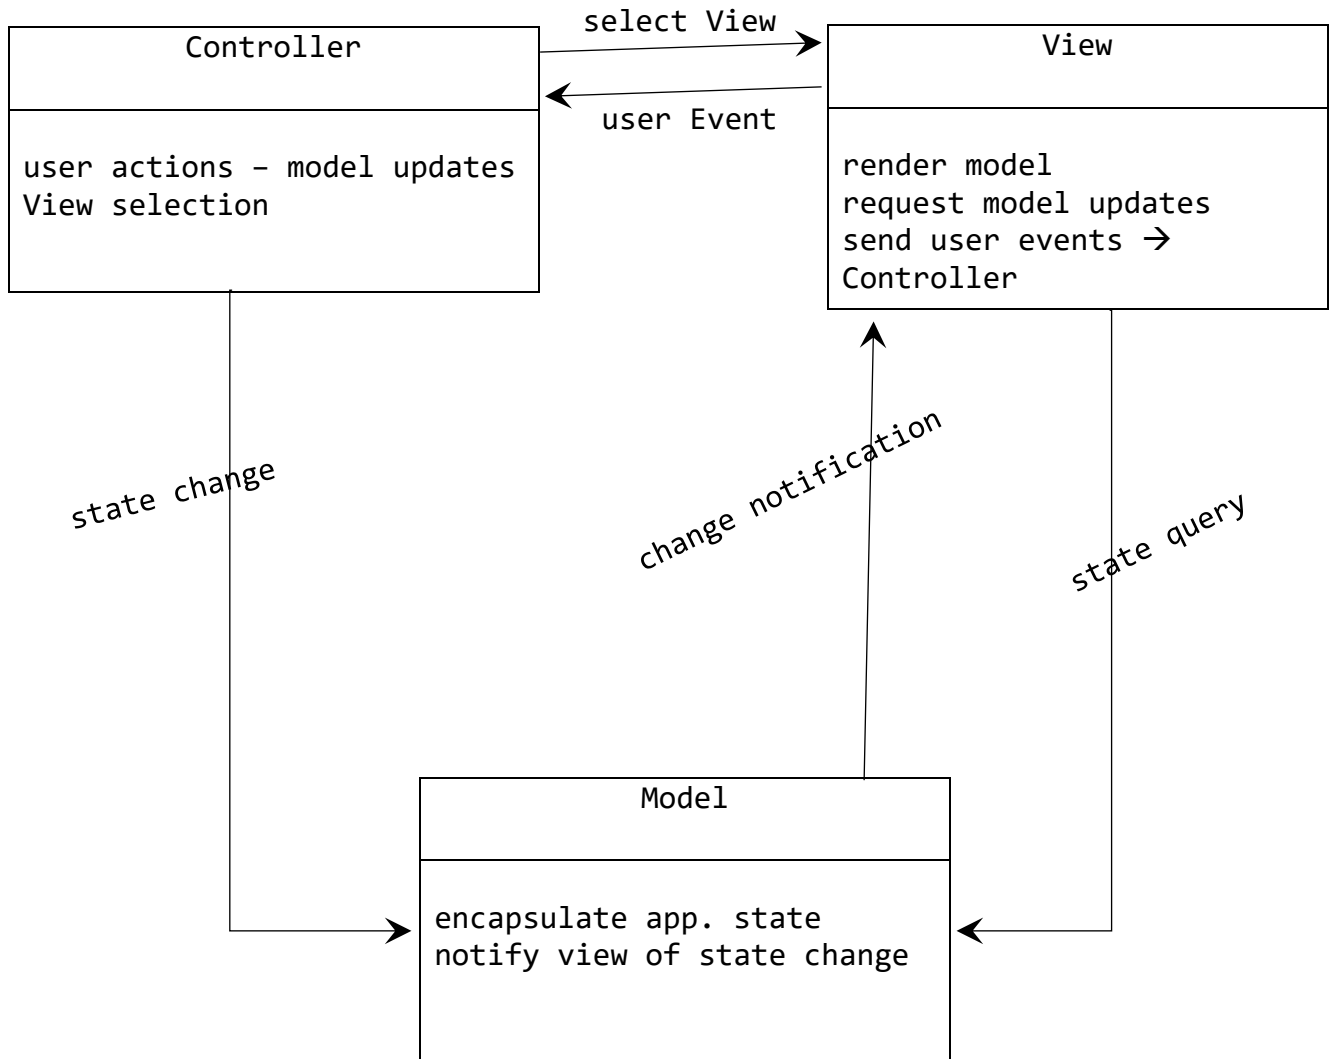 select View
Controller
View
user Event
user actions – model updates
View selection
render model
request model updates
send user events →
Controller
state change
change notification
state query
Model
encapsulate app. state
notify view of state change